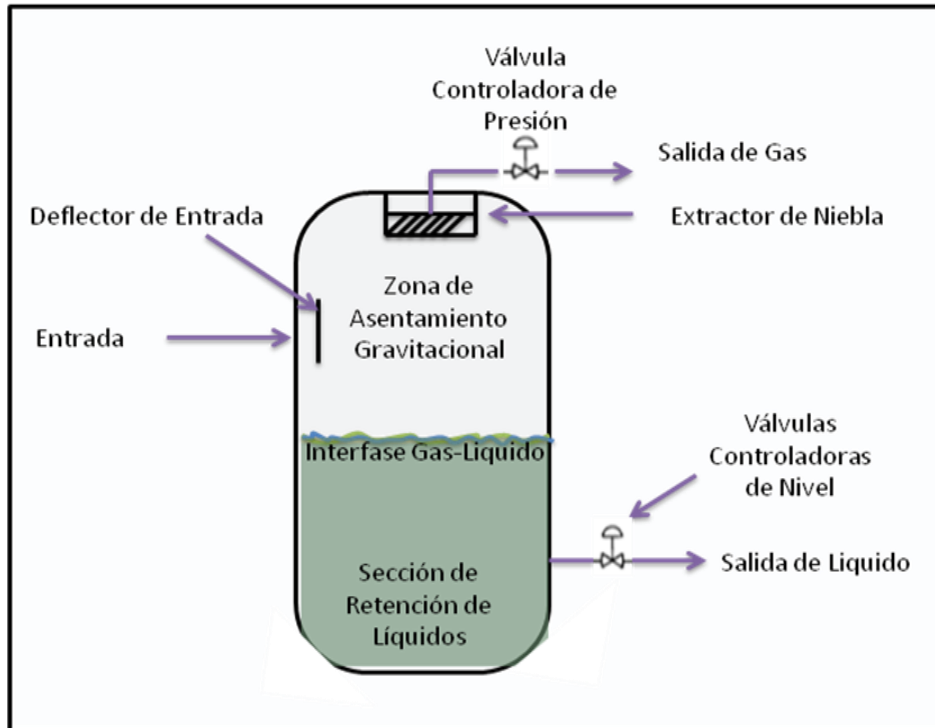 Válvula
Controladora de
Presión
Salida de Gas
Deflector de Entrada
Extractor de Niebla
Zona de
Asentamiento
Gravitacional
Entrada
Válvulas
Controladoras
de Nivel
Interfase Gas-Liquido
Salida de Liquido
Sección de
Retención de
Líquidos